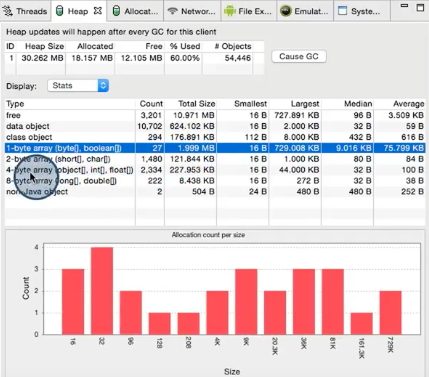 Threads Heap Allocat... Networ... File Ex... Emulat... Syste...
Heap updates will happen after every GC for this client
ID Heap Size Allocated Free % Used # Objects
1 30.262 MB 18.157 MB 12.105 MB 60.00% 54,446
Cause GC
Display: Stats
Type Count Total Size Smallest Largest Median Average
free 3,201 10.971 MB 16 B 727.891 KB 96 B 3.509 KB
data object 10,702 624.102 KB 16 B 2.000 KB 32 B 59 B
class object 294 176.891 KB 112 B 8.000 KB 432 B 616 B
1-byte array (byte[], boolean[]) 27 1.999 MB 16 B 729.008 KB 9.016 KB 75.799 KB
2-byte array (short[], char[]) 1,480 121.844 KB 16 B 1.000 KB 80 B 84 B
4-byte array (object[], int[], float[]) 2,334 227.953 KB 16 B 44.000 KB 32 B 100 B
8-byte array (long[], double[]) 222 8.438 KB 16 B 272 B 32 B 38 B
non-Java object 2 504 B 24 B 480 B 480 B 252 B
Allocation count per size
Count
4
3
2
1
0
16 32 96 128 4K 9K 20.3K 36K 81K 161.3K 729K
Size